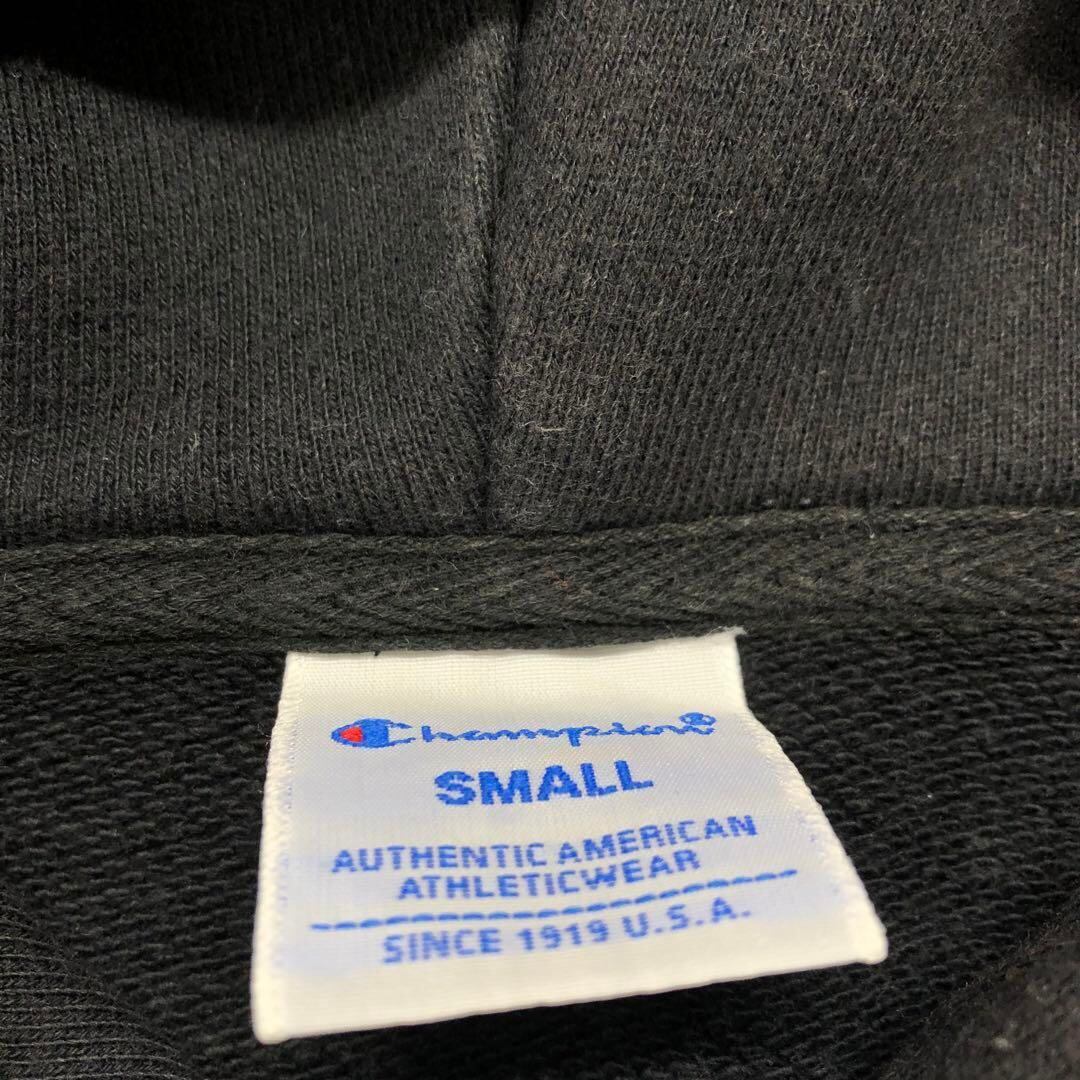 Champion®
SMALL
AUTHENTIC AMERICAN
ATHLETICWEAR
SINCE 1919 U.S.A.